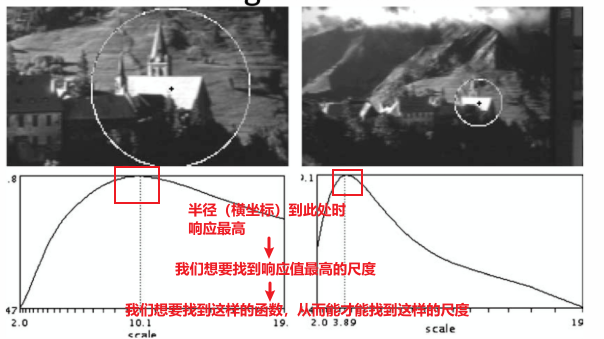 .8
.1
半径（横坐标）到此处时
响应最高
我们想要找到响应值最高的尺度
我们想要找到这样的函数，从而能才能找到这样的尺度
47
2.0 10.1 19.
2.0 3.89 19
scale
scale